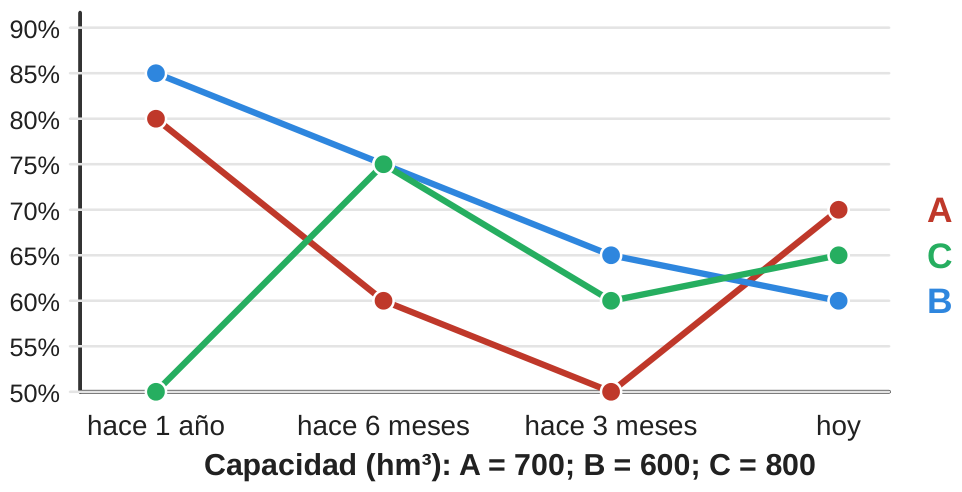 90%
85%
80%
75%
70%
65%
60%
55%
50%
A
C
B
hace 1 año hace 6 meses hace 3 meses hoy
Capacidad (hm³): A = 700; B = 600; C = 800